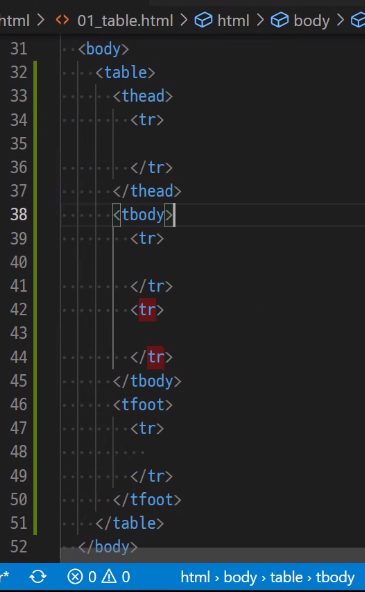 html > <> 01_table.html > html > body >
31 <body>
32 <table>
33 <thead>
34 <tr>
35
36 </tr>
37 </thead>
38 <tbody>
39 <tr>
40
41 </tr>
42 <tr>
43
44 </tr>
45 </tbody>
46 <tfoot>
47 <tr>
48
49 </tr>
50 </tfoot>
51 </table>
52 </body>
r* 0 0 html › body › table › tbody